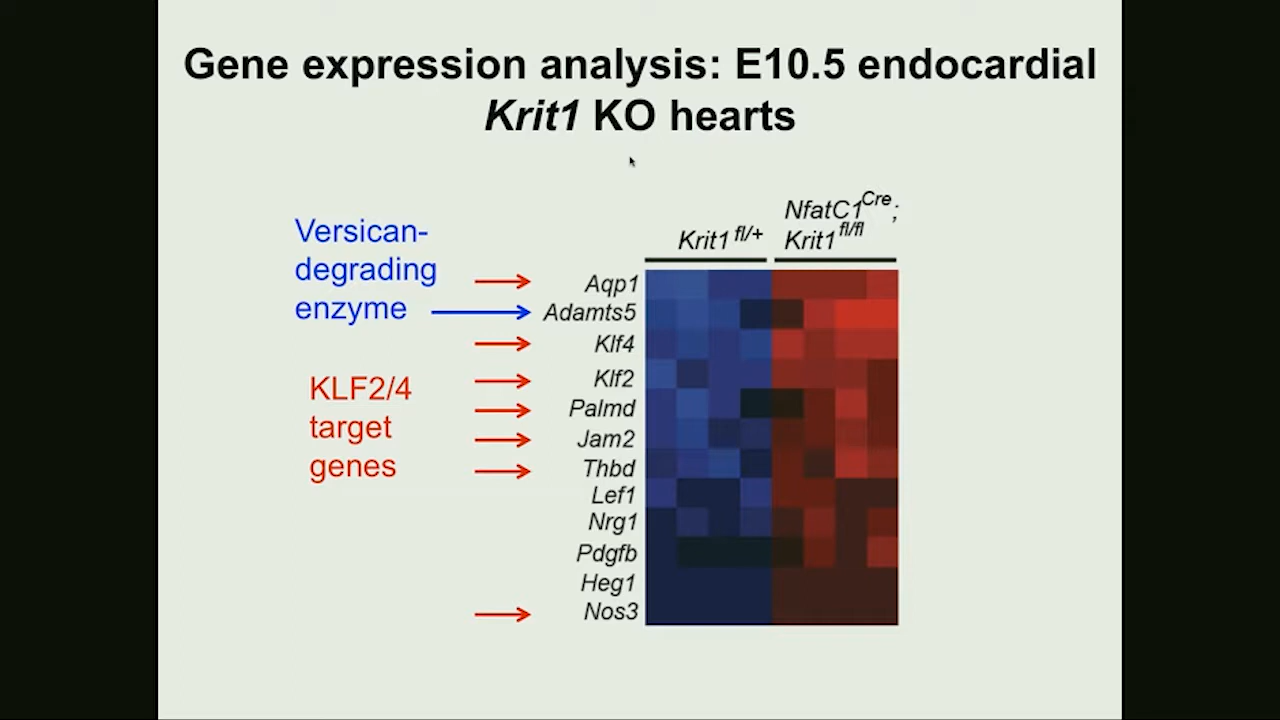 Gene expression analysis: E10.5 endocardial
Krit1 KO hearts
Versican-
degrading
enzyme
KLF2/4
target
genes
Krit1 fl/+
NfatC1Cre;
Krit1fl/fl
Aqp1
Adamts5
Klf4
Klf2
Palmd
Jam2
Thbd
Lef1
Nrg1
Pdgfb
Heg1
Nos3